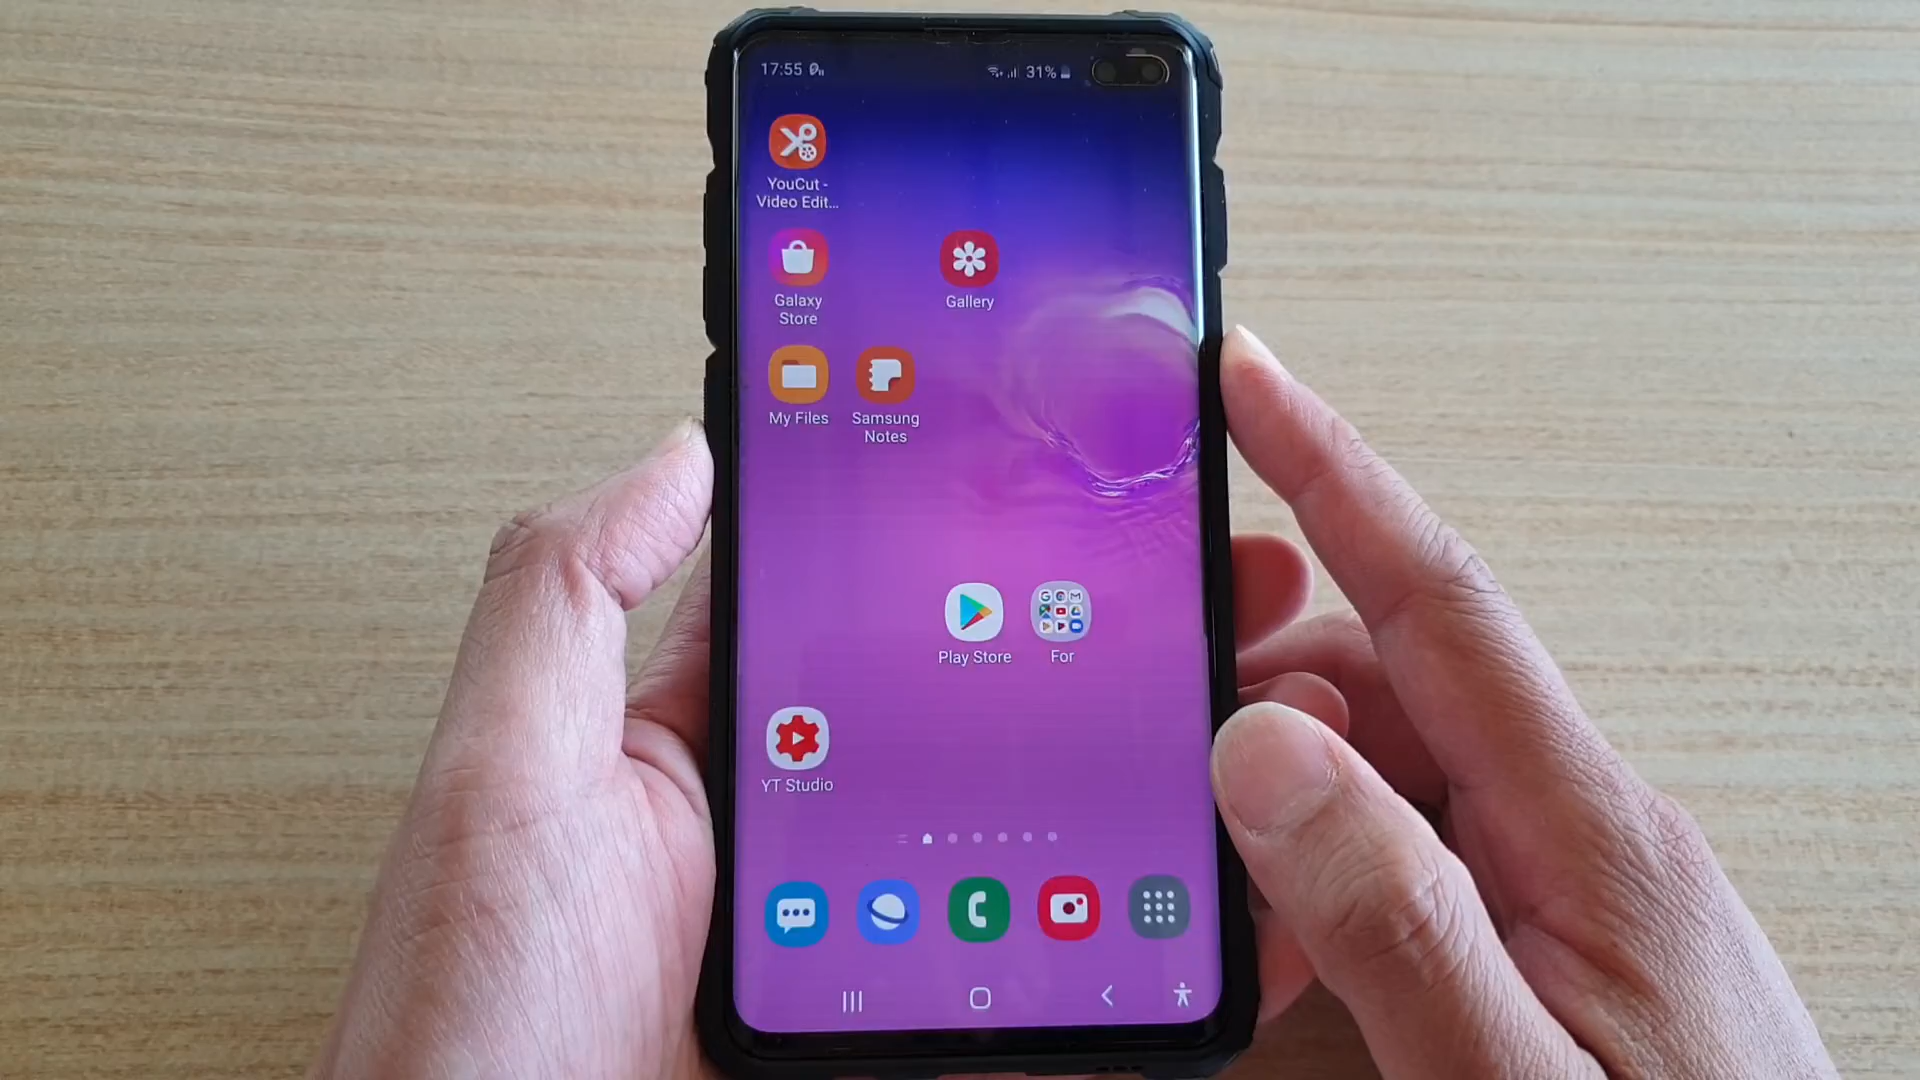 17:55
31%
YouCut -
Video Edit...
Galaxy
Store
Gallery
My Files
Samsung
Notes
Play Store
For
YT Studio